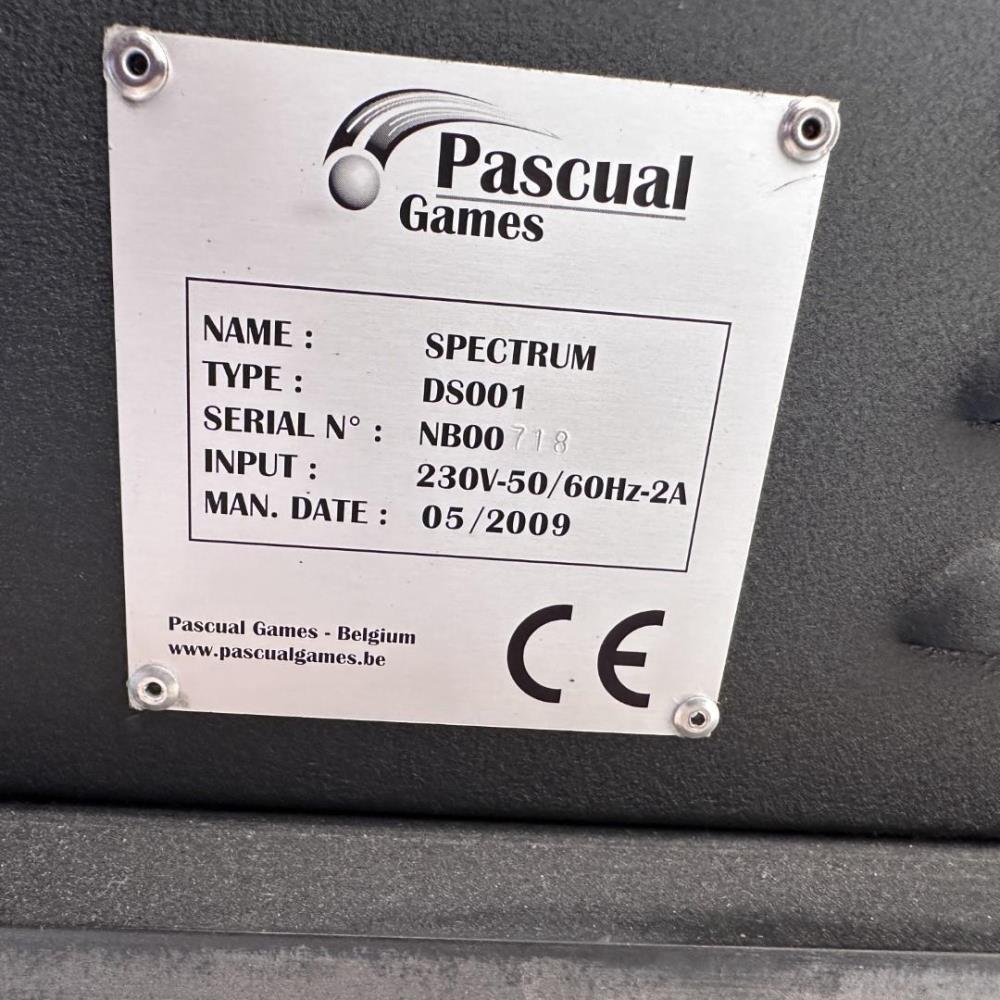 Pascual
Games
NAME : SPECTRUM
TYPE : DS001
SERIAL N° : NB00718
INPUT : 230V-50/60Hz-2A
MAN. DATE : 05/2009
Pascual Games - Belgium
www.pascualgames.be
CE